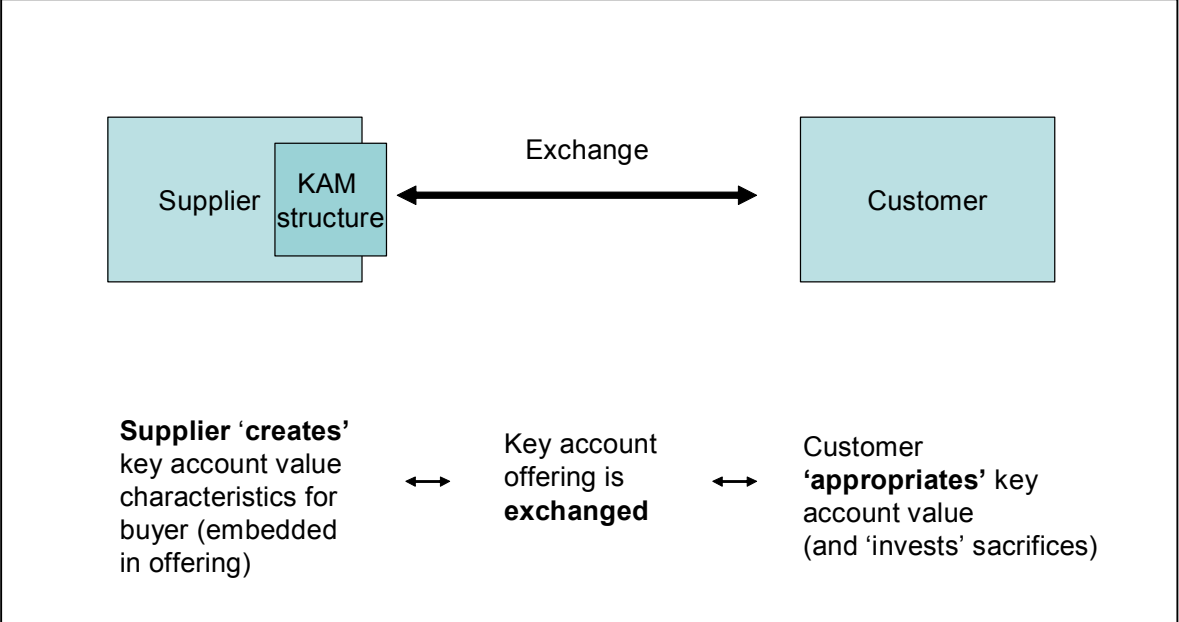 Exchange
Supplier
KAM
structure
Customer
Supplier ‘creates’
key account value
characteristics for
buyer (embedded
in offering)
Key account
offering is
exchanged
Customer
‘appropriates’ key
account value
(and ‘invests’ sacrifices)